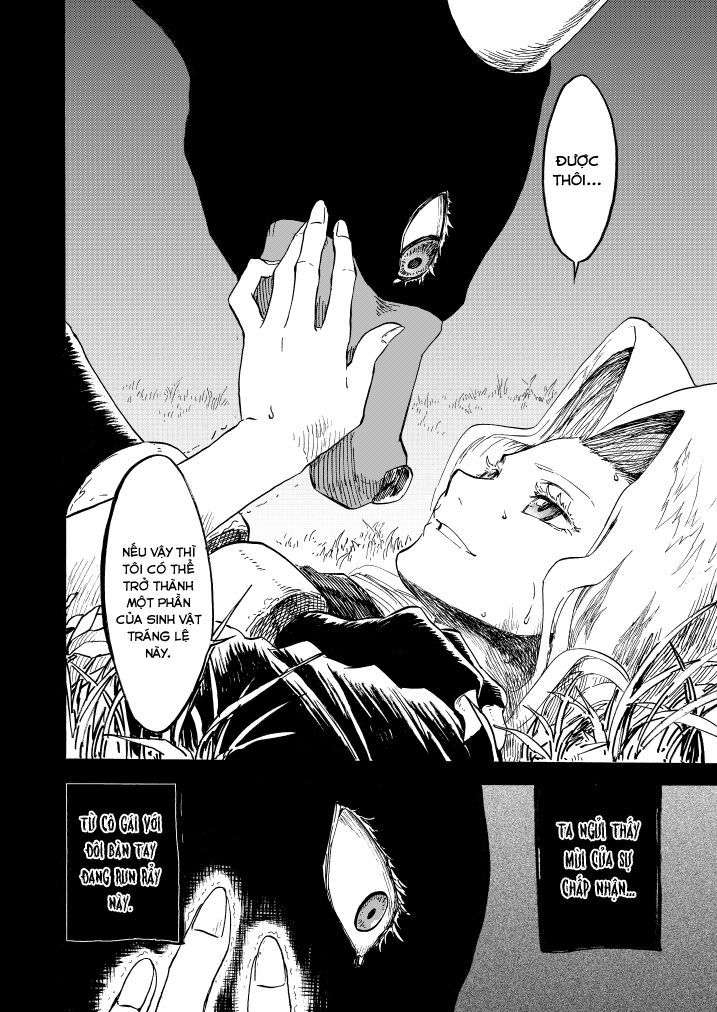 ĐƯỢC
THÔI...
NẾU VẬY THÌ
TÔI CÓ THỂ
TRỞ THÀNH
MỘT PHẦN
CỦA SINH VẬT
TRÁNG LỆ
NÀY.
TA NGỬI THẤY
MÙI CỦA SỰ
CHẤP NHẬN...
TỪ CÔ GÁI VỚI
ĐÔI BÀN TAY
ĐANG RUN RẨY
NÀY.